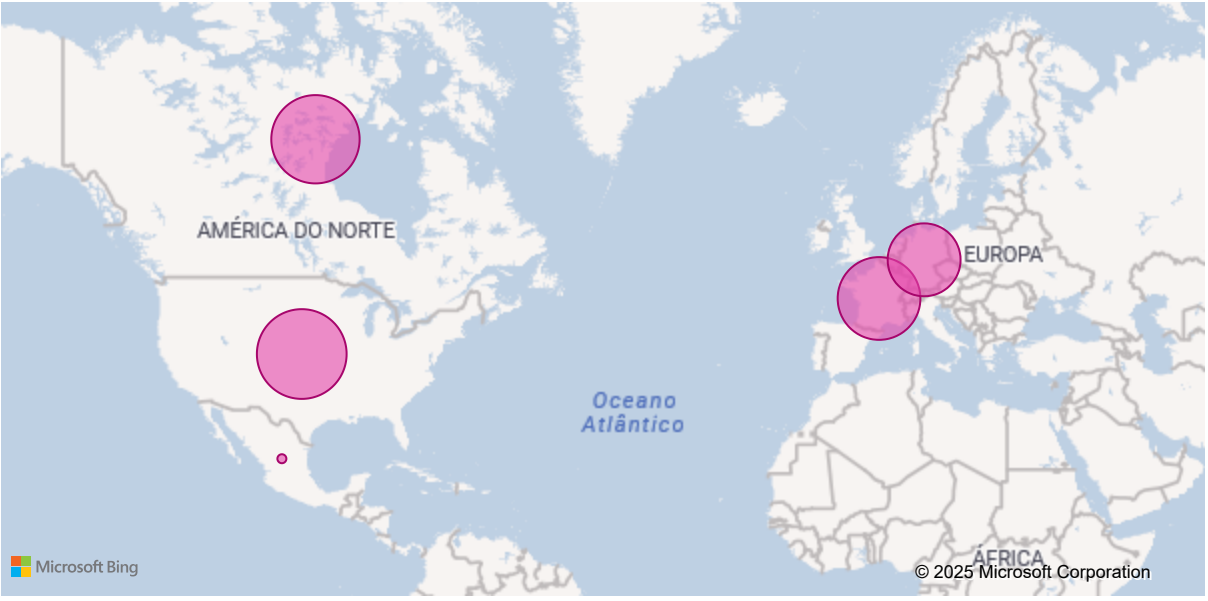 AMÉRICA DO NORTE
EUROPA
Oceano
Atlântico
ÁFRICA
Microsoft Bing
© 2025 Microsoft Corporation